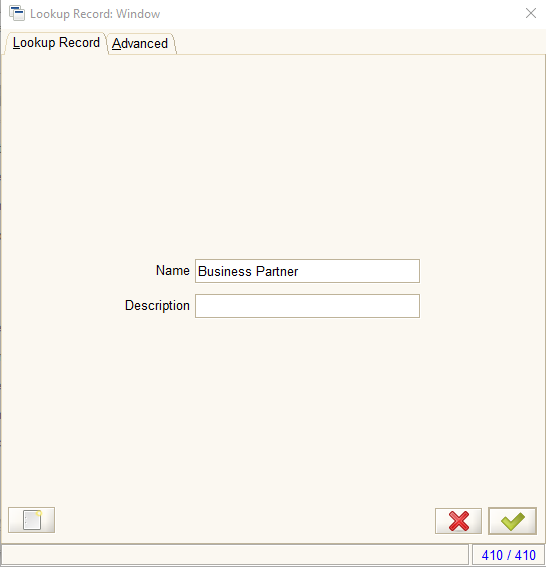 Lookup Record: Window
Lookup Record
Advanced
Name
Business Partner
Description
410 / 410